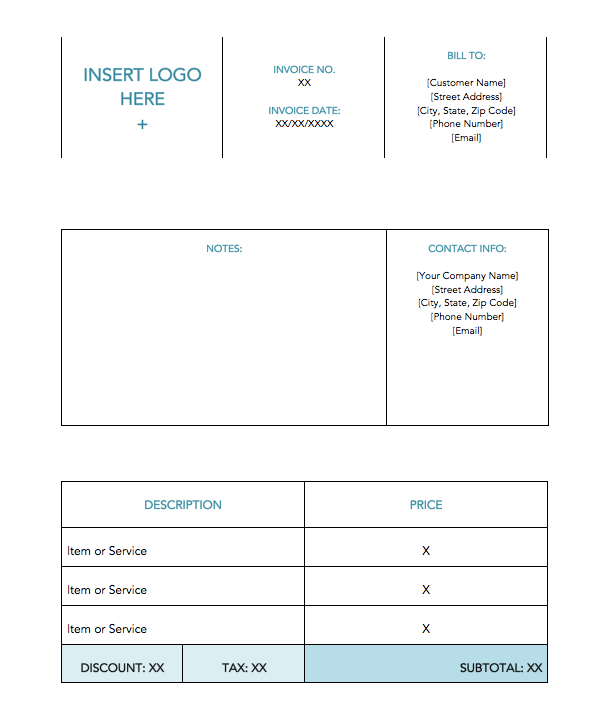 INSERT LOGO
HERE
+
INVOICE NO.
XX
INVOICE DATE:
XX/XX/XXXX
BILL TO:
[Customer Name]
[Street Address]
[City, State, Zip Code]
[Phone Number]
[Email]
NOTES:
CONTACT INFO:
[Your Company Name]
[Street Address]
[City, State, Zip Code]
[Phone Number]
[Email]
DESCRIPTION PRICE
Item or Service X
Item or Service X
Item or Service X
DISCOUNT: XX TAX: XX SUBTOTAL: XX